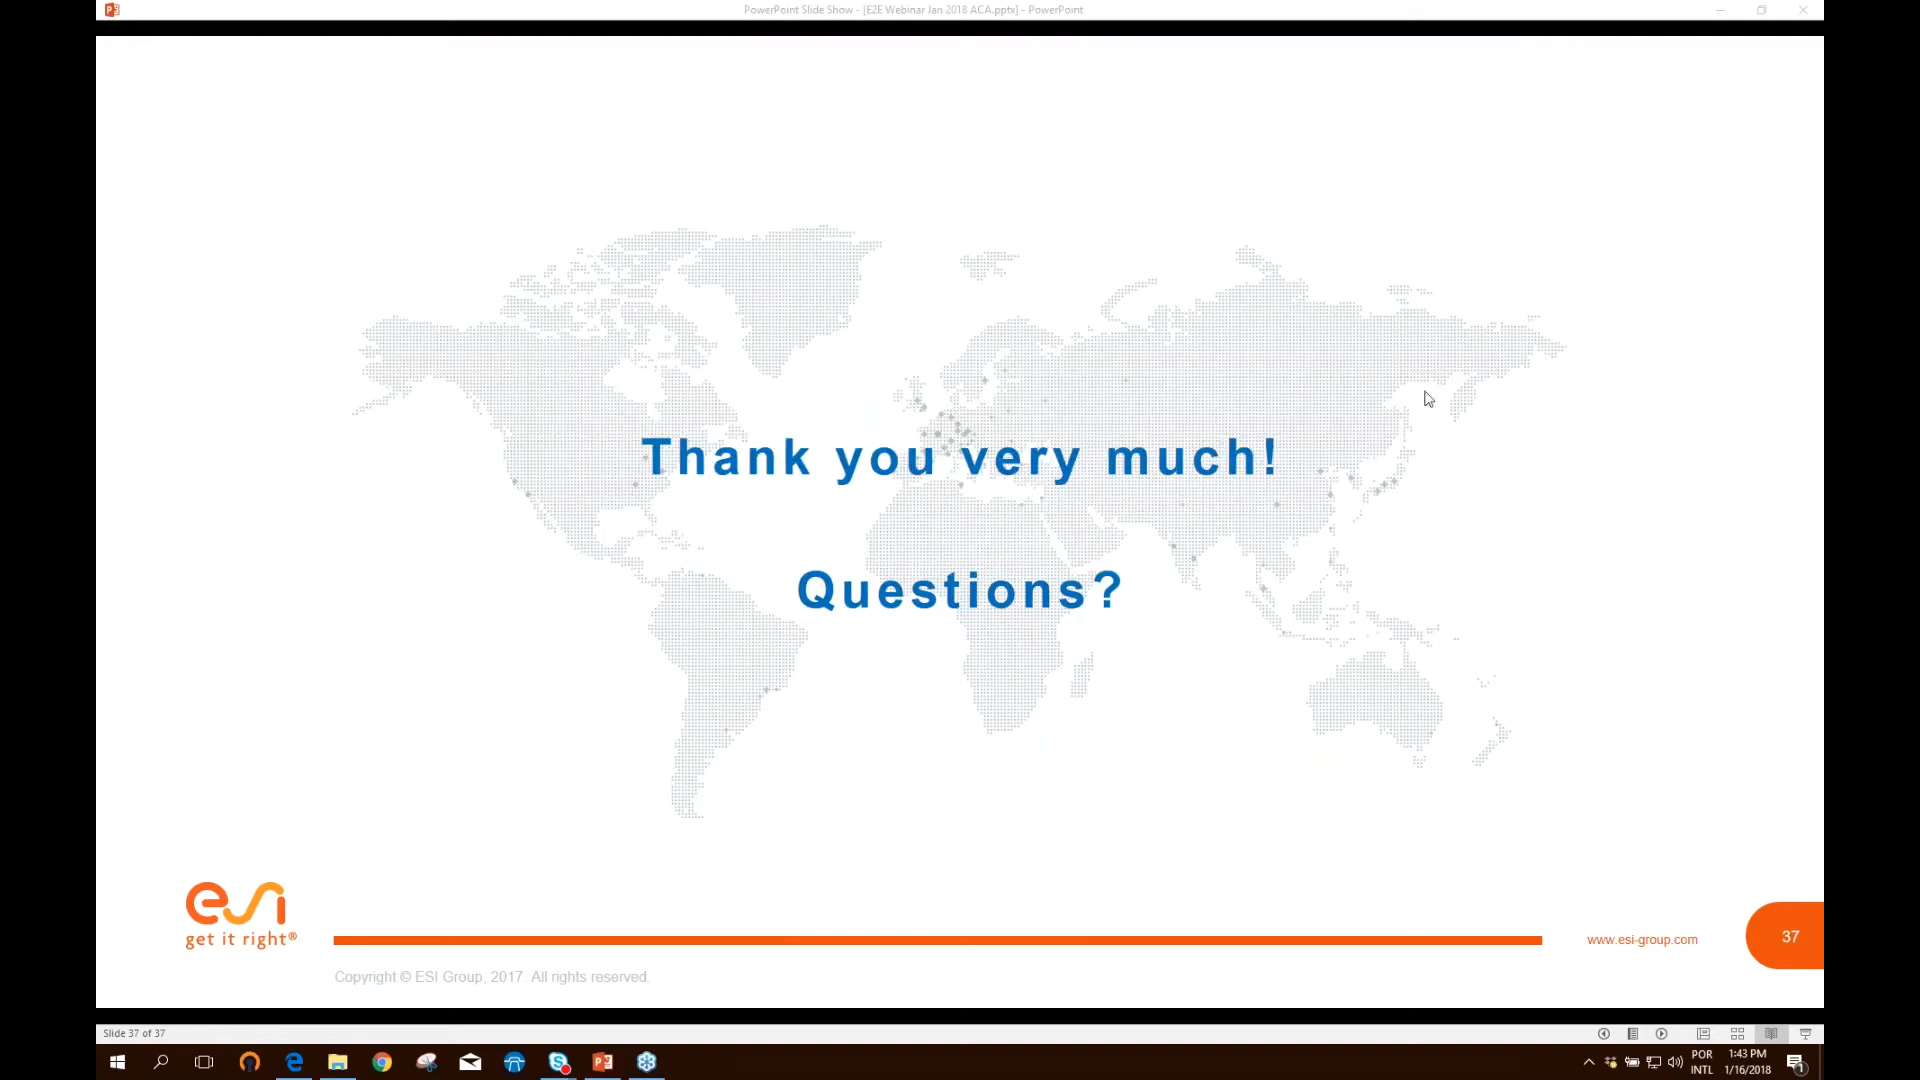 PowerPoint Slide Show - [E2E Webinar Jan 2018 ACA.pptx] - PowerPoint
Thank you very much!
Questions?
esi
get it right®
www.esi-group.com
37
Copyright © ESI Group, 2017. All rights reserved.
Slide 37 of 37
POR
INTL
1:43 PM
1/16/2018
1